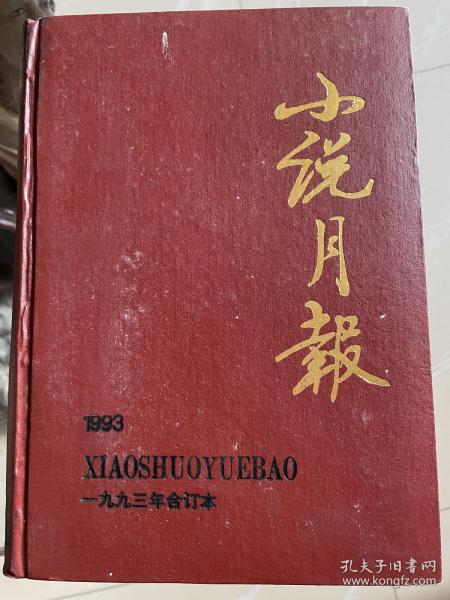 小说月報
1993
XIAOSHUOYUEBAO
一九九三年合订本
孔夫子旧书网
www.kongfz.com